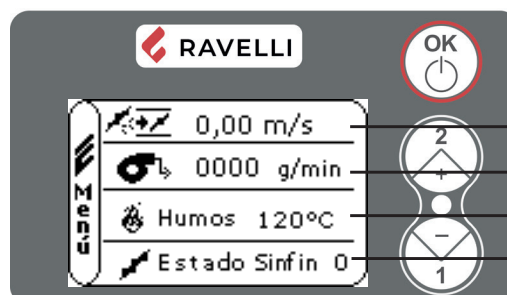 RAVELLI
OK
0,00 m/s
0000 g/min
Humos 120°C
Estado Sinfin 0
Menú
2
+
−
1